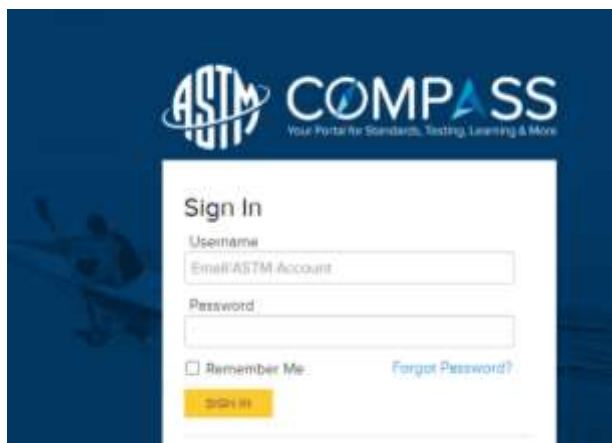 ASTM COMPASS
Your Portal for Standards, Testing, Learning & More
Sign In
Username
Email/ASTM Account
Password
Remember Me Forgot Password?
SIGN IN